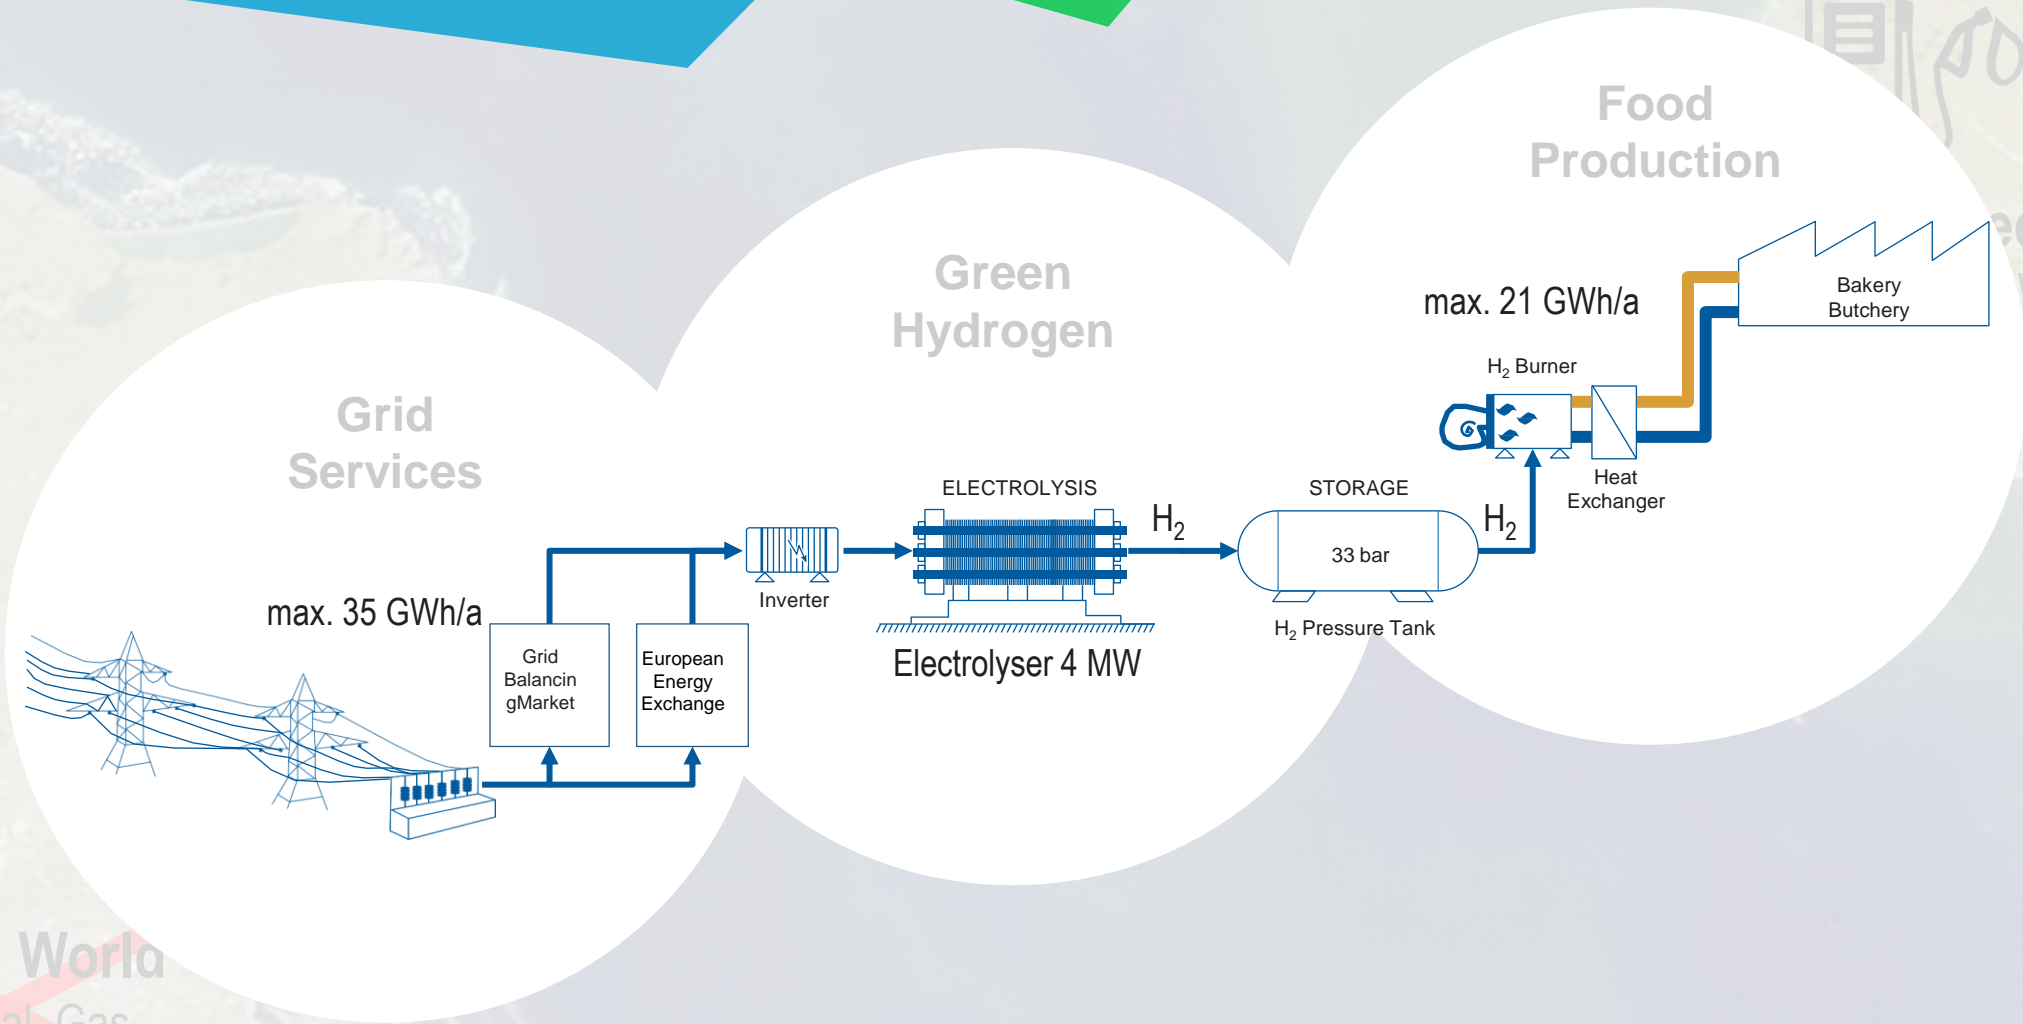 Food
Production
Green
Hydrogen
Grid
Services
max. 21 GWh/a
Bakery
Butchery
H₂ Burner
Heat
Exchanger
ELECTROLYSIS
H₂
STORAGE
H₂
33 bar
H₂ Pressure Tank
Inverter
Electrolyser 4 MW
max. 35 GWh/a
Grid
Balancin
gMarket
European
Energy
Exchange
World
Gas